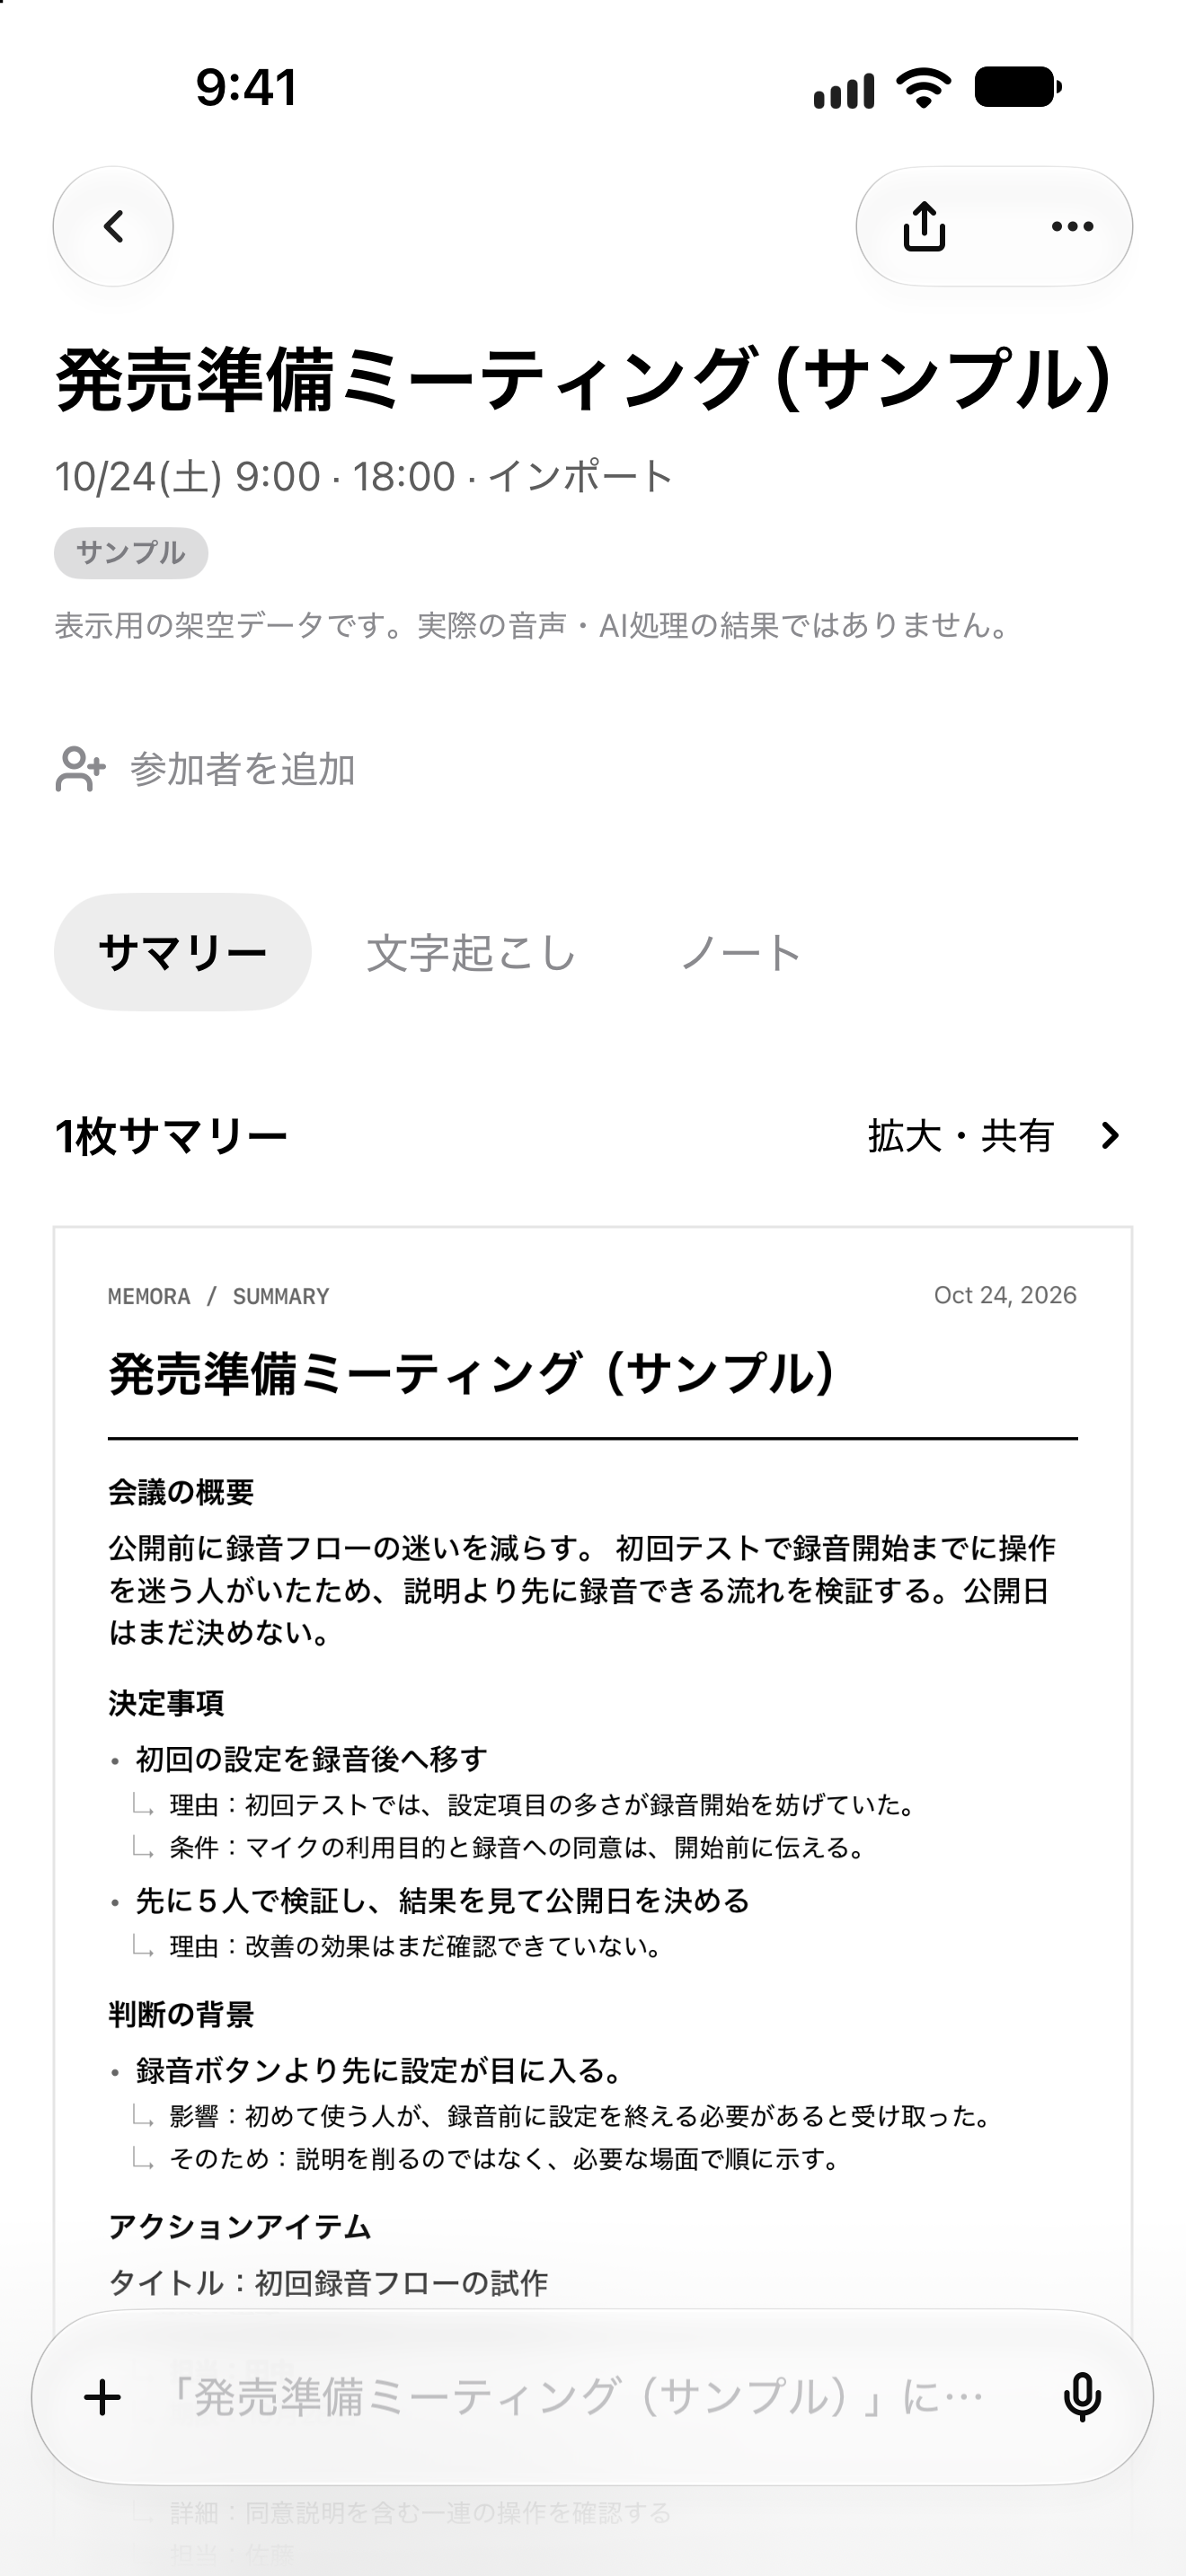 9:41
発売準備ミーティング（サンプル）
10/24(土) 9:00 · 18:00 · インポート
サンプル
表示用の架空データです。実際の音声・AI処理の結果ではありません。
参加者を追加
サマリー 文字起こし ノート
1枚サマリー 拡大・共有
MEMORA / SUMMARY Oct 24, 2026
発売準備ミーティング（サンプル）
会議の概要
公開前に録音フローの迷いを減らす。 初回テストで録音開始までに操作
を迷う人がいたため、説明より先に録音できる流れを検証する。公開日
はまだ決めない。
決定事項
• 初回の設定を録音後へ移す
理由：初回テストでは、設定項目の多さが録音開始を妨げていた。
条件：マイクの利用目的と録音への同意は、開始前に伝える。
• 先に５人で検証し、結果を見て公開日を決める
理由：改善の効果はまだ確認できていない。
判断の背景
• 録音ボタンより先に設定が目に入る。
影響：初めて使う人が、録音前に設定を終える必要があると受け取った。
そのため：説明を削るのではなく、必要な場面で順に示す。
アクションアイテム
タイトル：初回録音フローの試作
「発売準備ミーティング（サンプル）」に…
詳細：同意説明を含む一連の操作を確認する
担当：佐藤